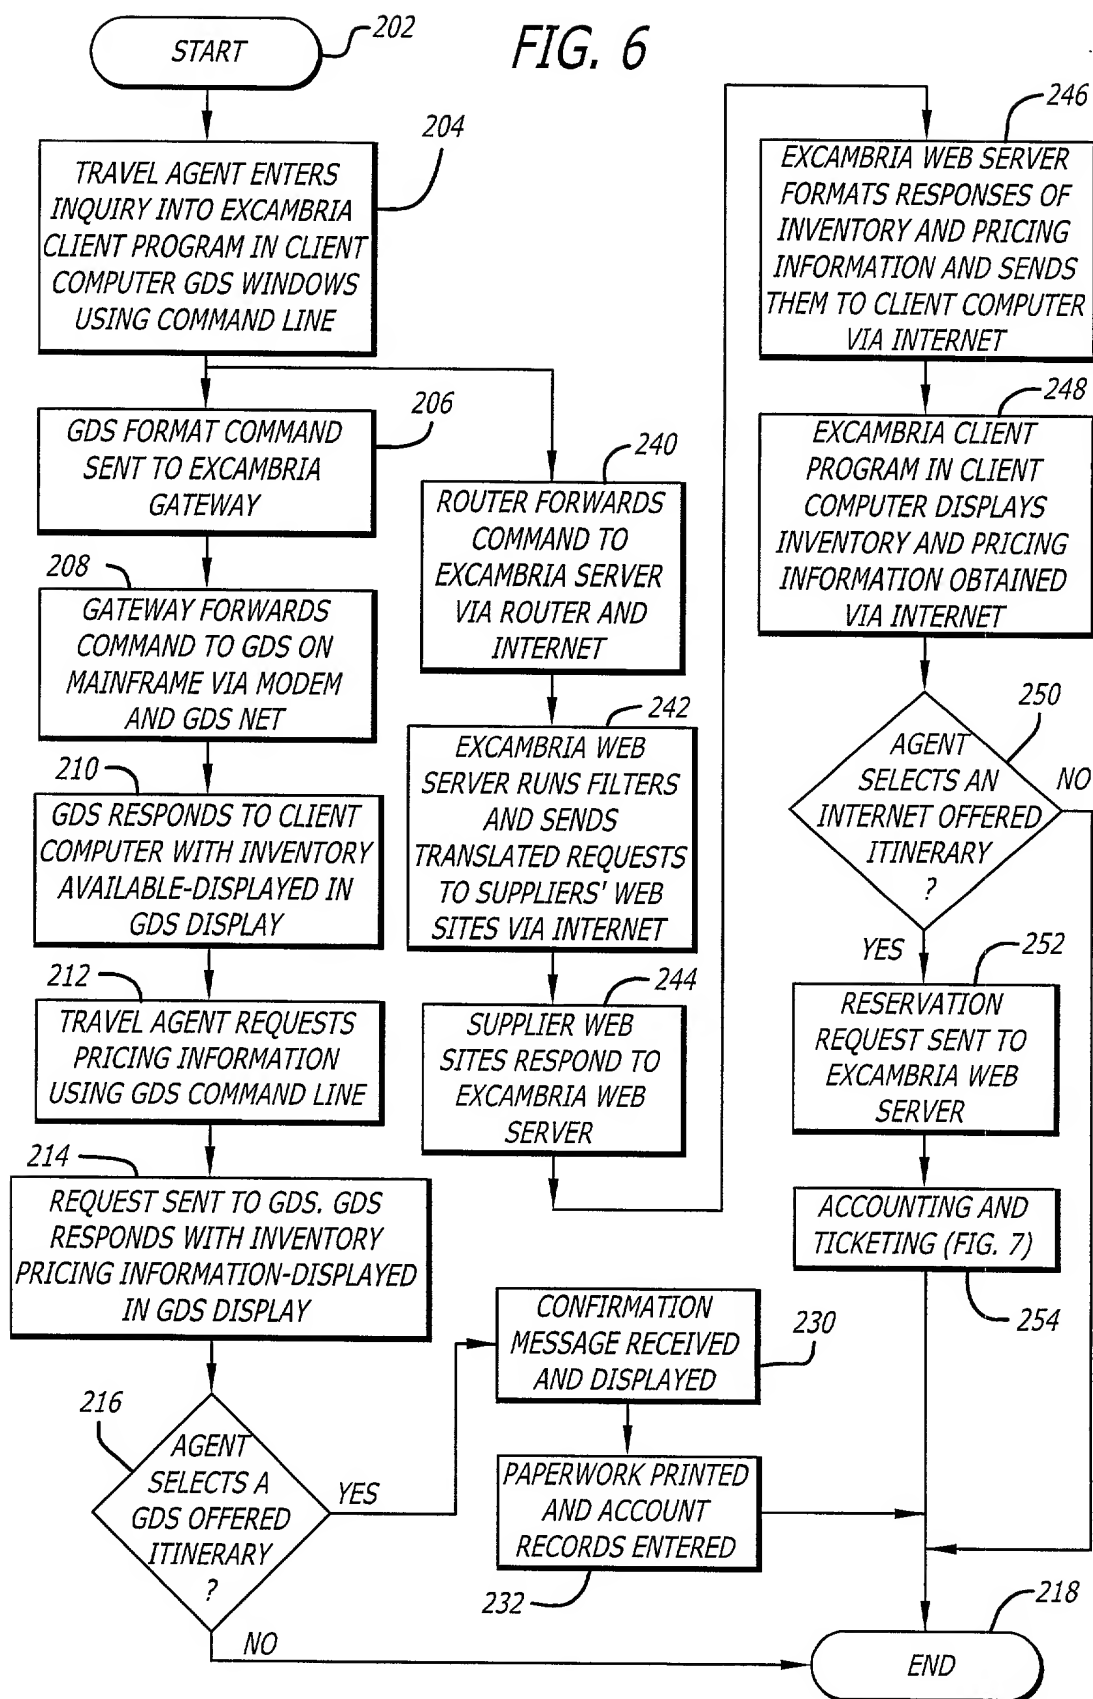 FIG. 6
START
202
204
TRAVEL AGENT ENTERS
INQUIRY INTO EXCAMBRIA
CLIENT PROGRAM IN CLIENT
COMPUTER GDS WINDOWS
USING COMMAND LINE
206
GDS FORMAT COMMAND
SENT TO EXCAMBRIA
GATEWAY
208
GATEWAY FORWARDS
COMMAND TO GDS ON
MAINFRAME VIA MODEM
AND GDS NET
210
GDS RESPONDS TO CLIENT
COMPUTER WITH INVENTORY
AVAILABLE-DISPLAYED IN
GDS DISPLAY
212
TRAVEL AGENT REQUESTS
PRICING INFORMATION
USING GDS COMMAND LINE
214
REQUEST SENT TO GDS. GDS
RESPONDS WITH INVENTORY
PRICING INFORMATION-DISPLAYED
IN GDS DISPLAY
216
AGENT
SELECTS A
GDS OFFERED
ITINERARY
?
YES
NO
240
ROUTER FORWARDS
COMMAND TO
EXCAMBRIA SERVER
VIA ROUTER AND
INTERNET
242
EXCAMBRIA WEB
SERVER RUNS FILTERS
AND SENDS
TRANSLATED REQUESTS
TO SUPPLIERS' WEB
SITES VIA INTERNET
244
SUPPLIER WEB
SITES RESPOND TO
EXCAMBRIA WEB
SERVER
CONFIRMATION
MESSAGE RECEIVED
AND DISPLAYED
230
PAPERWORK PRINTED
AND ACCOUNT
RECORDS ENTERED
232
246
EXCAMBRIA WEB SERVER
FORMATS RESPONSES OF
INVENTORY AND PRICING
INFORMATION AND SENDS
THEM TO CLIENT COMPUTER
VIA INTERNET
248
EXCAMBRIA CLIENT
PROGRAM IN CLIENT
COMPUTER DISPLAYS
INVENTORY AND PRICING
INFORMATION OBTAINED
VIA INTERNET
250
AGENT
SELECTS AN
INTERNET OFFERED
ITINERARY
?
NO
YES
252
RESERVATION
REQUEST SENT TO
EXCAMBRIA WEB
SERVER
ACCOUNTING AND
TICKETING (FIG. 7)
254
218
END